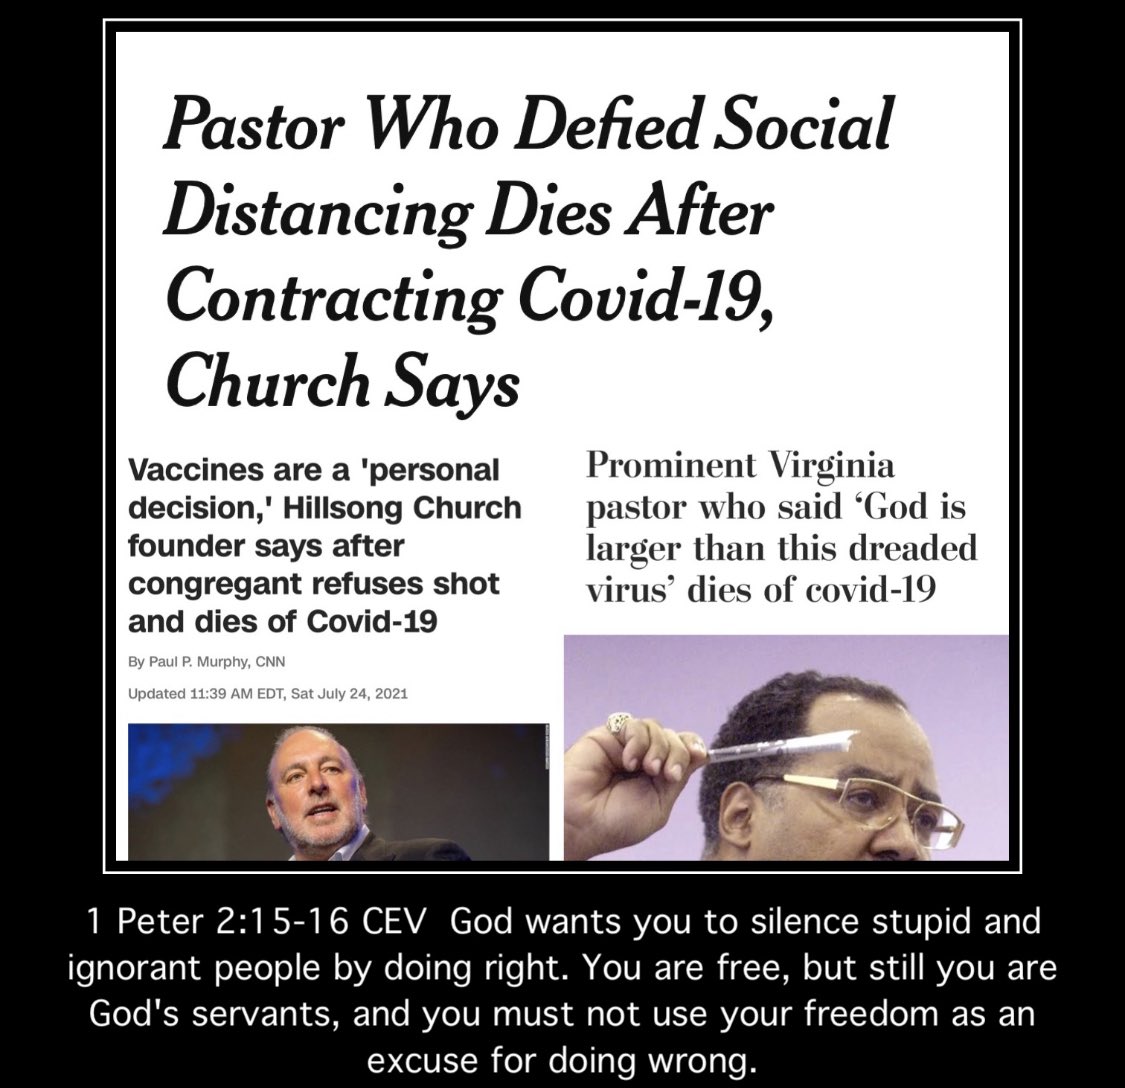 Pastor Who Defied Social
Distancing Dies After
Contracting Covid-19,
Church Says
Vaccines are a 'personal
decision,' Hillsong Church
founder says after
congregant refuses shot
and dies of Covid-19
By Paul P. Murphy, CNN
Updated 11:39 AM EDT, Sat July 24, 2021
Prominent Virginia
pastor who said ‘God is
larger than this dreaded
virus’ dies of covid-19
1 Peter 2:15-16 CEV  God wants you to silence stupid and
ignorant people by doing right. You are free, but still you are
God's servants, and you must not use your freedom as an
excuse for doing wrong.